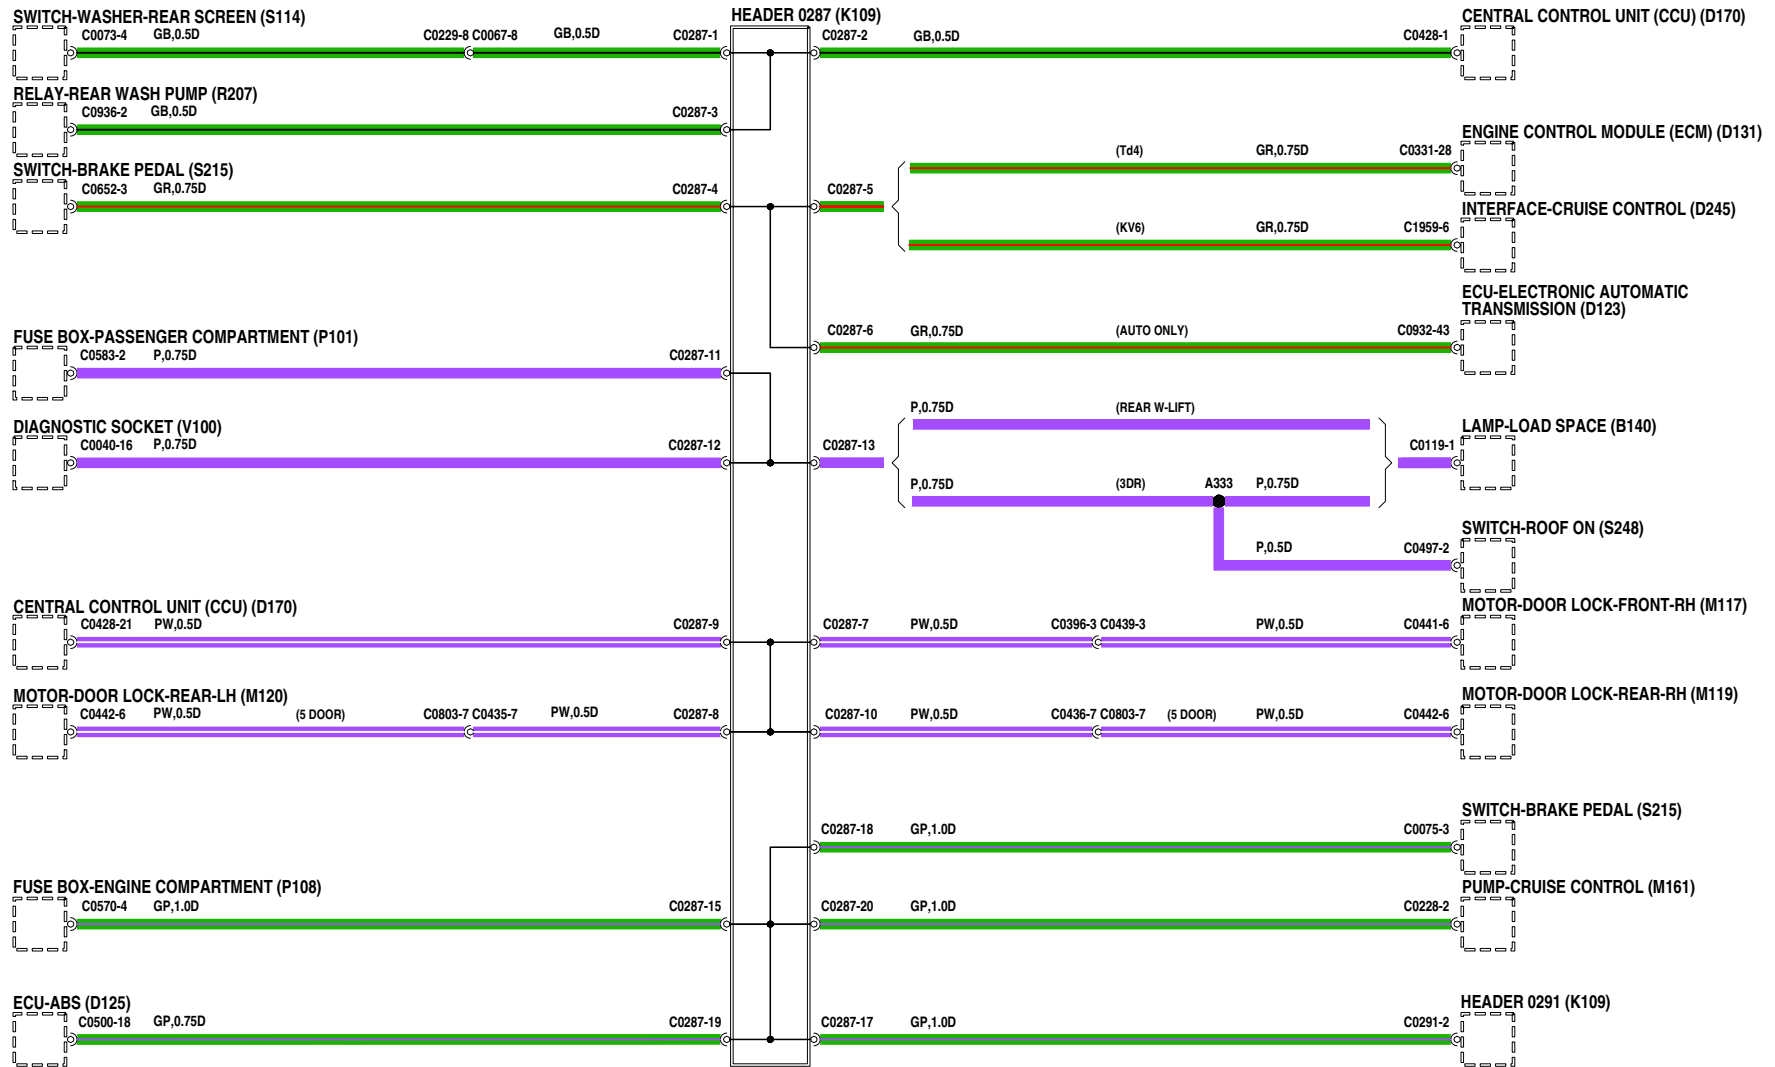 SWITCH-WASHER-REAR SCREEN (S114)
C0073-4 GB,0.5D C0229-8 C0067-8 GB,0.5D C0287-1
RELAY-REAR WASH PUMP (R207)
C0936-2 GB,0.5D C0287-3
SWITCH-BRAKE PEDAL (S215)
C0652-3 GR,0.75D C0287-4
FUSE BOX-PASSENGER COMPARTMENT (P101)
C0583-2 P,0.75D C0287-11
DIAGNOSTIC SOCKET (V100)
C0040-16 P,0.75D C0287-12
CENTRAL CONTROL UNIT (CCU) (D170)
C0428-21 PW,0.5D C0287-9
MOTOR-DOOR LOCK-REAR-LH (M120)
C0442-6 PW,0.5D (5 DOOR) C0803-7 C0435-7 PW,0.5D C0287-8
FUSE BOX-ENGINE COMPARTMENT (P108)
C0570-4 GP,1.0D C0287-15
ECU-ABS (D125)
C0500-18 GP,0.75D C0287-19
HEADER 0287 (K109)
CENTRAL CONTROL UNIT (CCU) (D170)
C0287-2 GB,0.5D C0428-1
ENGINE CONTROL MODULE (ECM) (D131)
(Td4) GR,0.75D C0331-28
C0287-5
INTERFACE-CRUISE CONTROL (D245)
(KV6) GR,0.75D C1959-6
ECU-ELECTRONIC AUTOMATIC
TRANSMISSION (D123)
C0287-6 GR,0.75D (AUTO ONLY) C0932-43
P,0.75D (REAR W-LIFT)
LAMP-LOAD SPACE (B140)
C0287-13 C0119-1
P,0.75D (3DR) A333 P,0.75D
SWITCH-ROOF ON (S248)
P,0.5D C0497-2
MOTOR-DOOR LOCK-FRONT-RH (M117)
C0287-7 PW,0.5D C0396-3 C0439-3 PW,0.5D C0441-6
MOTOR-DOOR LOCK-REAR-RH (M119)
C0287-10 PW,0.5D C0436-7 C0803-7 (5 DOOR) PW,0.5D C0442-6
SWITCH-BRAKE PEDAL (S215)
C0287-18 GP,1.0D C0075-3
PUMP-CRUISE CONTROL (M161)
C0287-20 GP,1.0D C0228-2
HEADER 0291 (K109)
C0287-17 GP,1.0D C0291-2